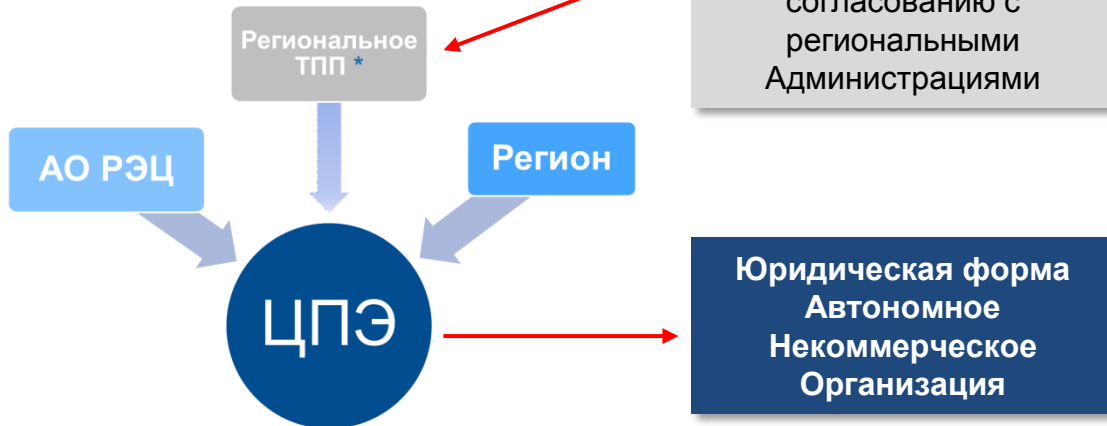 согласованию с
региональными
Администрациями
Региональное
ТПП *
АО РЭЦ
Регион
ЦПЭ
Юридическая форма
Автономное
Некоммерческое
Организация